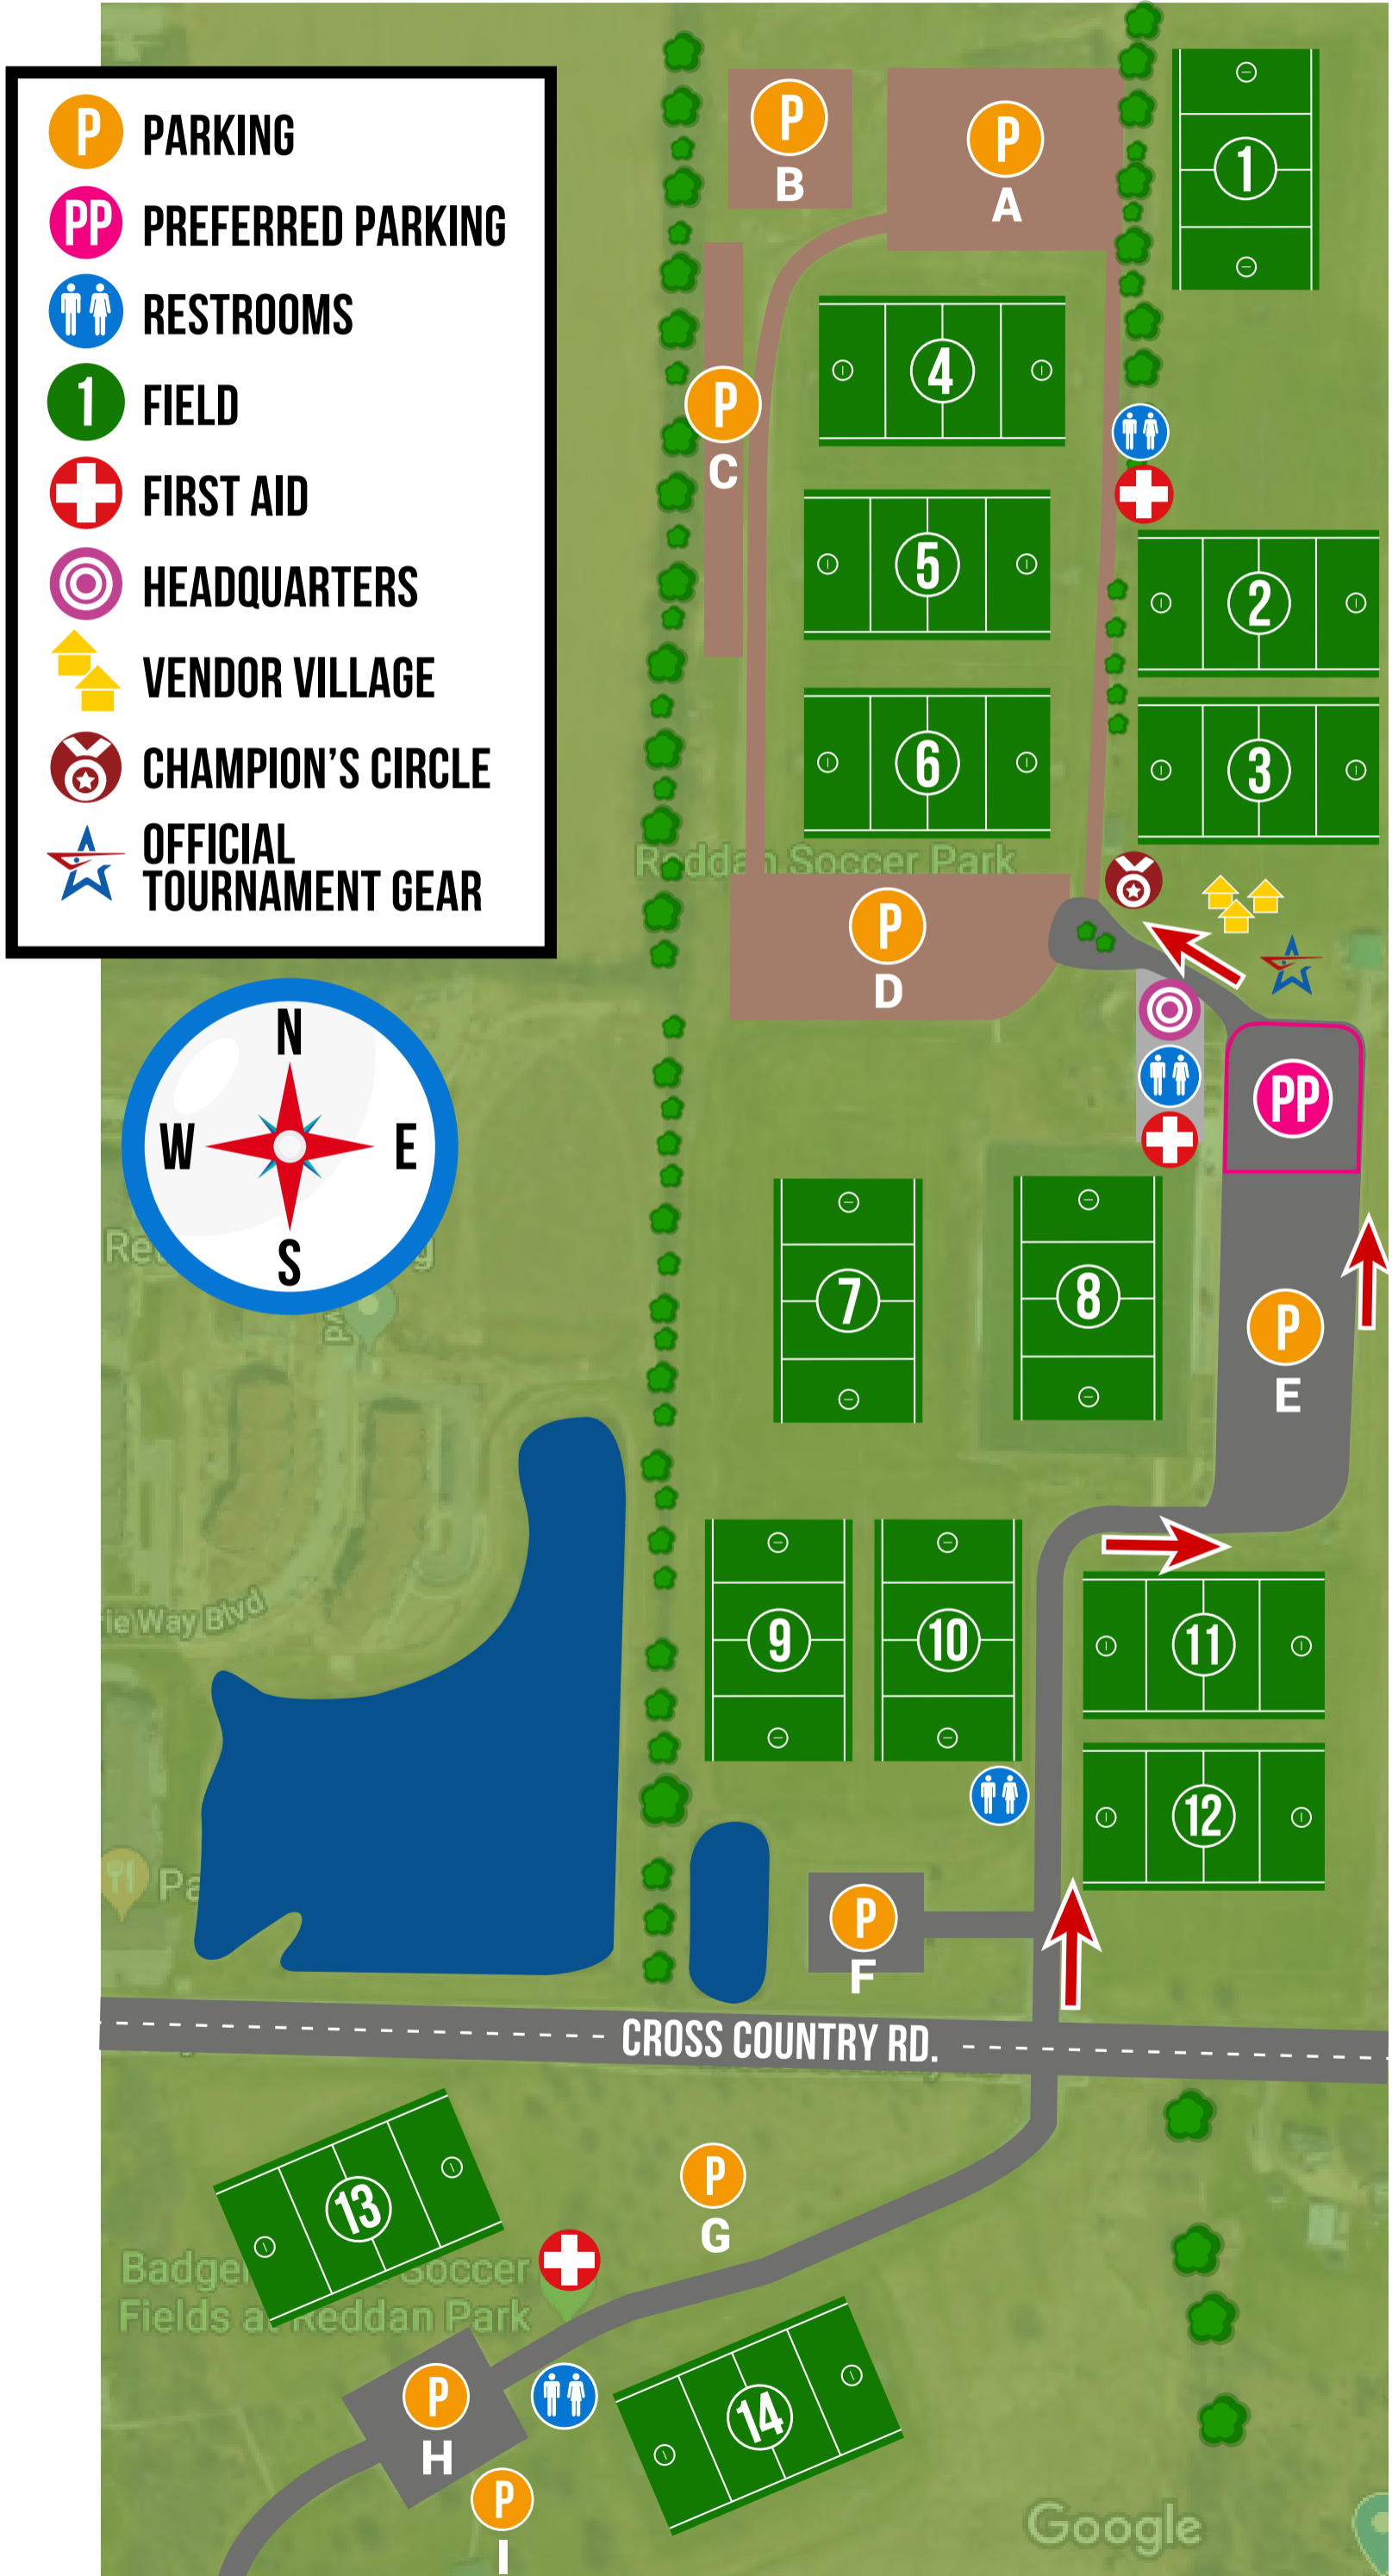 P PARKING
PP PREFERRED PARKING
RESTROOMS
1 FIELD
FIRST AID
HEADQUARTERS
VENDOR VILLAGE
CHAMPION'S CIRCLE
OFFICIAL
TOURNAMENT GEAR
N
W E
S
P
B
P
A
1
4
P
C
5
2
6
3
Reddan Soccer Park
P
D
PP
7
8
P
E
9
10
11
12
P
F
CROSS COUNTRY RD.
13
P
G
Soccer
Fields at Reddan Park
P
H
14
P
I
Google